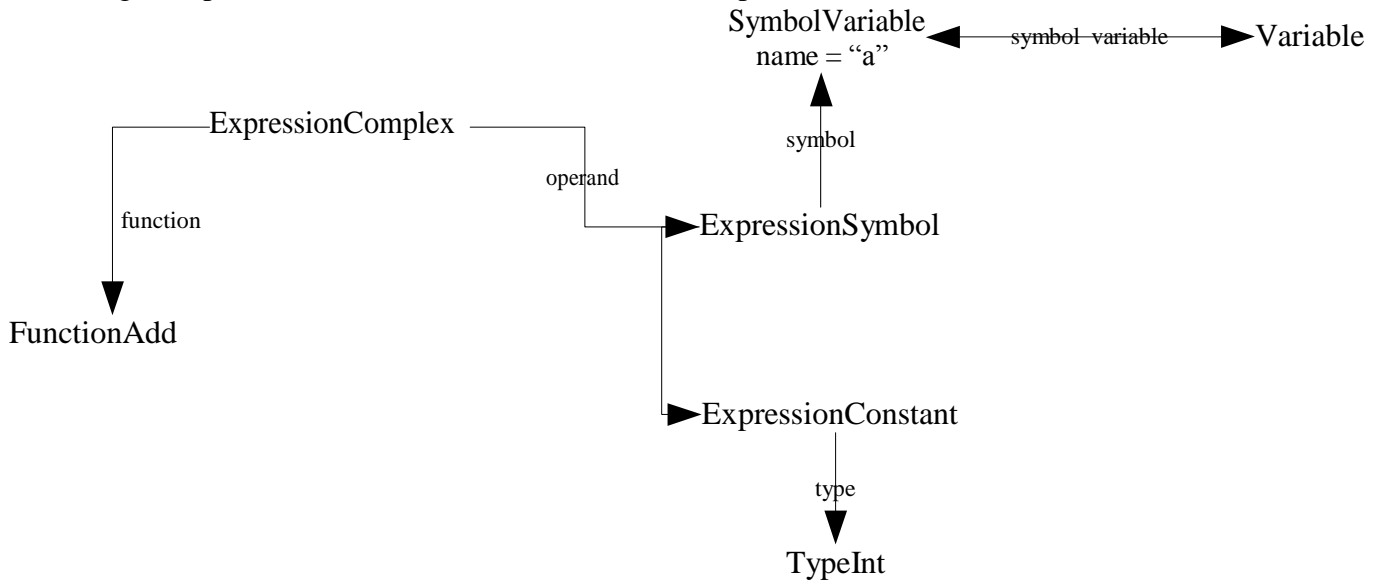 SymbolVariable
name = “a”
symbol variable
Variable
ExpressionComplex
symbol
operand
function
ExpressionSymbol
FunctionAdd
ExpressionConstant
type
TypeInt